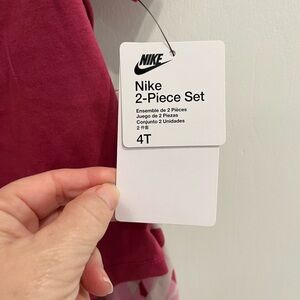 NIKE
Nike
2-Piece Set
Ensemble de 2 Pièces
Juego de 2 Piezas
Conjunto 2 Unidades
2 件套
4T